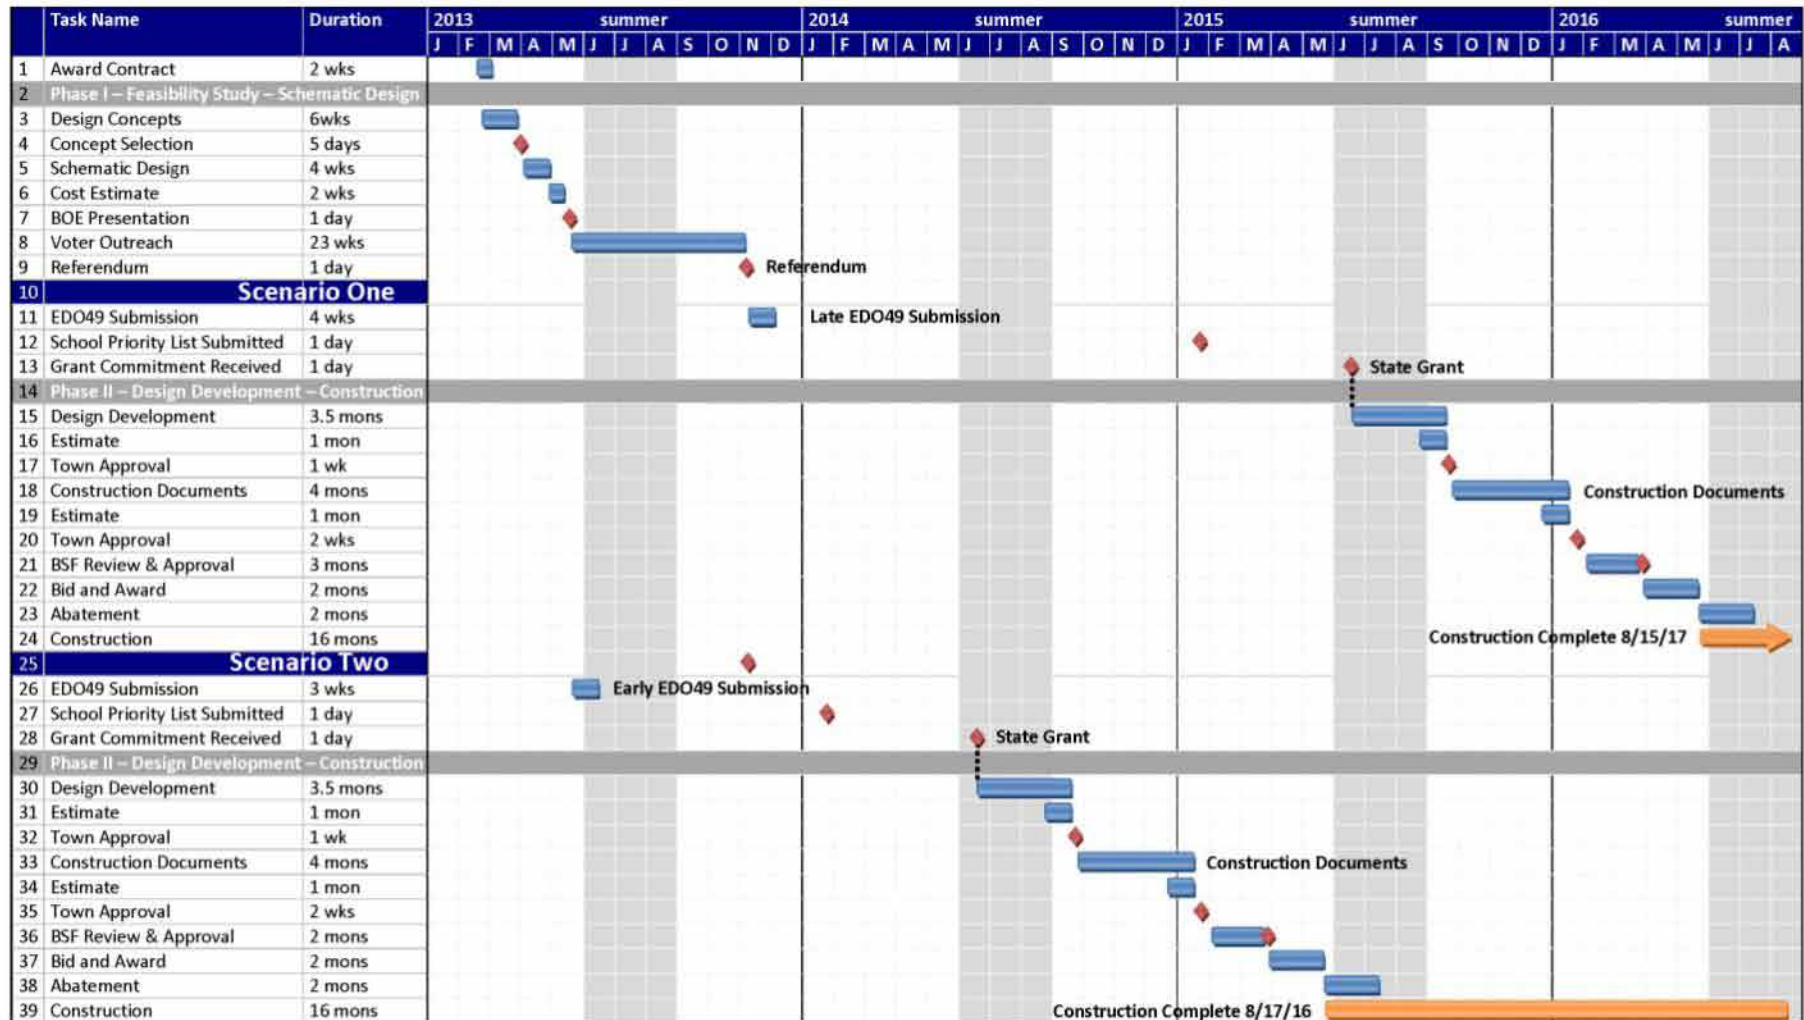 Task Name Duration 2013 summer 2014 summer 2015 summer 2016 summer
J F M A M J J A S O N D J F M A M J J A S O N D J F M A M J J A S O N D J F M A M J J A
1 Award Contract 2 wks
2 Phase I – Feasibility Study – Schematic Design
3 Design Concepts 6wks
4 Concept Selection 5 days
5 Schematic Design 4 wks
6 Cost Estimate 2 wks
7 BOE Presentation 1 day
8 Voter Outreach 23 wks
9 Referendum 1 day Referendum
10 Scenario One
11 EDO49 Submission 4 wks Late EDO49 Submission
12 School Priority List Submitted 1 day
13 Grant Commitment Received 1 day State Grant
14 Phase II – Design Development – Construction
15 Design Development 3.5 mons
16 Estimate 1 mon
17 Town Approval 1 wk
18 Construction Documents 4 mons Construction Documents
19 Estimate 1 mon
20 Town Approval 2 wks
21 BSF Review & Approval 3 mons
22 Bid and Award 2 mons
23 Abatement 2 mons
24 Construction 16 mons Construction Complete 8/15/17
25 Scenario Two
26 EDO49 Submission 3 wks Early EDO49 Submission
27 School Priority List Submitted 1 day
28 Grant Commitment Received 1 day State Grant
29 Phase II – Design Development – Construction
30 Design Development 3.5 mons
31 Estimate 1 mon
32 Town Approval 1 wk
33 Construction Documents 4 mons Construction Documents
34 Estimate 1 mon
35 Town Approval 2 wks
36 BSF Review & Approval 2 mons
37 Bid and Award 2 mons
38 Abatement 2 mons
39 Construction 16 mons Construction Complete 8/17/16